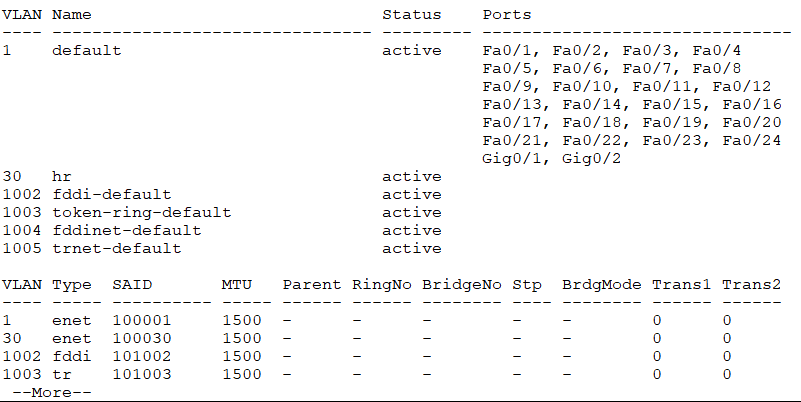 VLAN Name                             Status    Ports
---- -------------------------------- --------- -------------------------------
1    default                          active    Fa0/1, Fa0/2, Fa0/3, Fa0/4
                                                Fa0/5, Fa0/6, Fa0/7, Fa0/8
                                                Fa0/9, Fa0/10, Fa0/11, Fa0/12
                                                Fa0/13, Fa0/14, Fa0/15, Fa0/16
                                                Fa0/17, Fa0/18, Fa0/19, Fa0/20
                                                Fa0/21, Fa0/22, Fa0/23, Fa0/24
                                                Gig0/1, Gig0/2
30   hr                               active
1002 fddi-default                     active
1003 token-ring-default               active
1004 fddinet-default                  active
1005 trnet-default                    active

VLAN Type  SAID       MTU   Parent RingNo BridgeNo Stp  BrdgMode Trans1 Trans2
---- ----- ---------- ----- ------ ------ -------- ---- -------- ------ ------
1    enet  100001     1500  -      -      -        -    -        0      0
30   enet  100030     1500  -      -      -        -    -        0      0
1002 fddi  101002     1500  -      -      -        -    -        0      0
1003 tr    101003     1500  -      -      -        -    -        0      0
 --More--